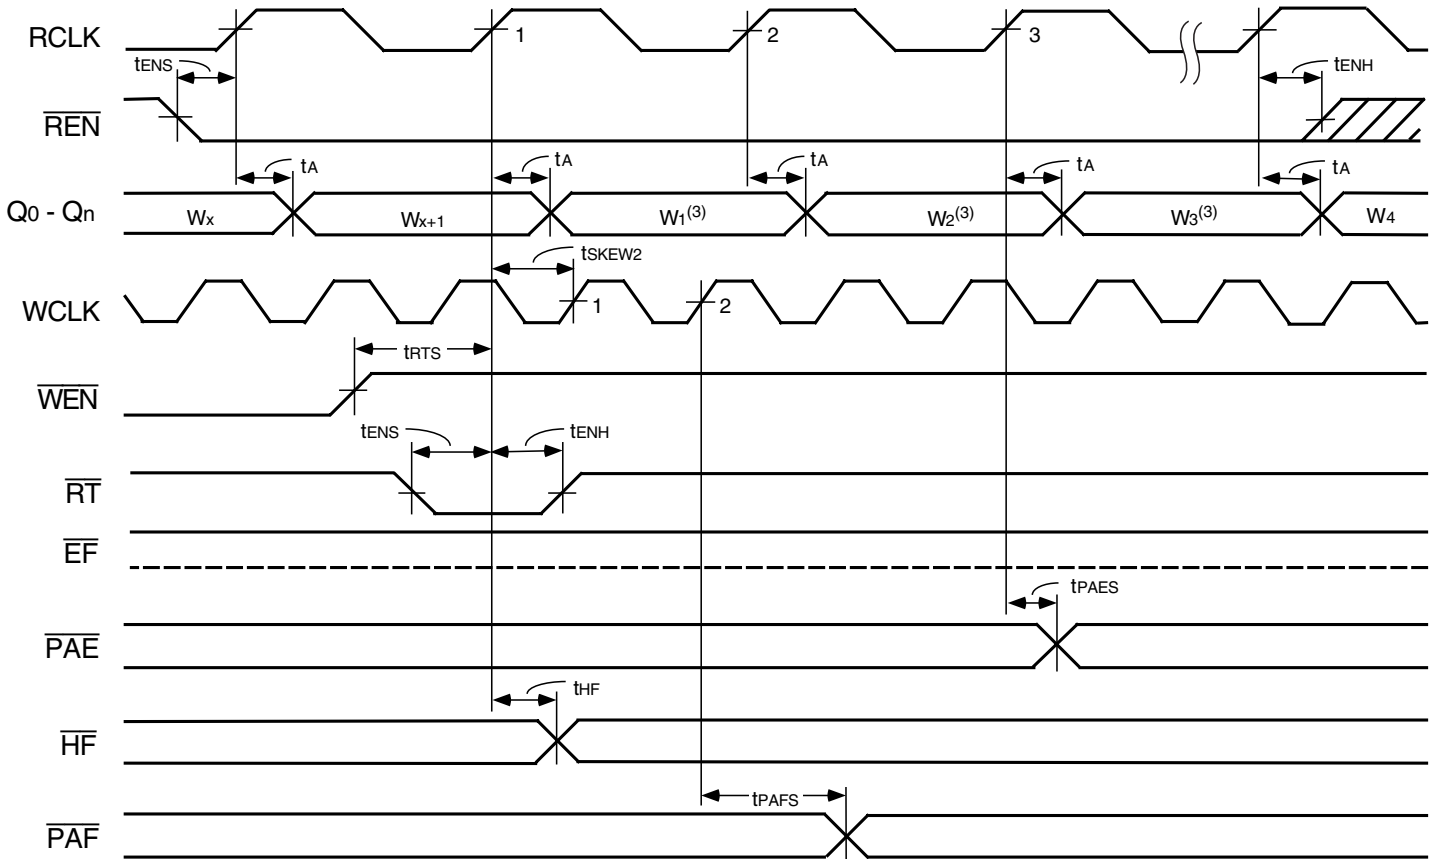 RCLK
1
2
3
tENS
tENH
REN
tA
tA
tA
tA
tA
Q0 - Qn
Wx
Wx+1
W1(3)
W2(3)
W3(3)
W4
tSKEW2
WCLK
1
2
tRTS
WEN
tENS
tENH
RT
EF
tPAES
PAE
tHF
HF
tPAFS
PAF